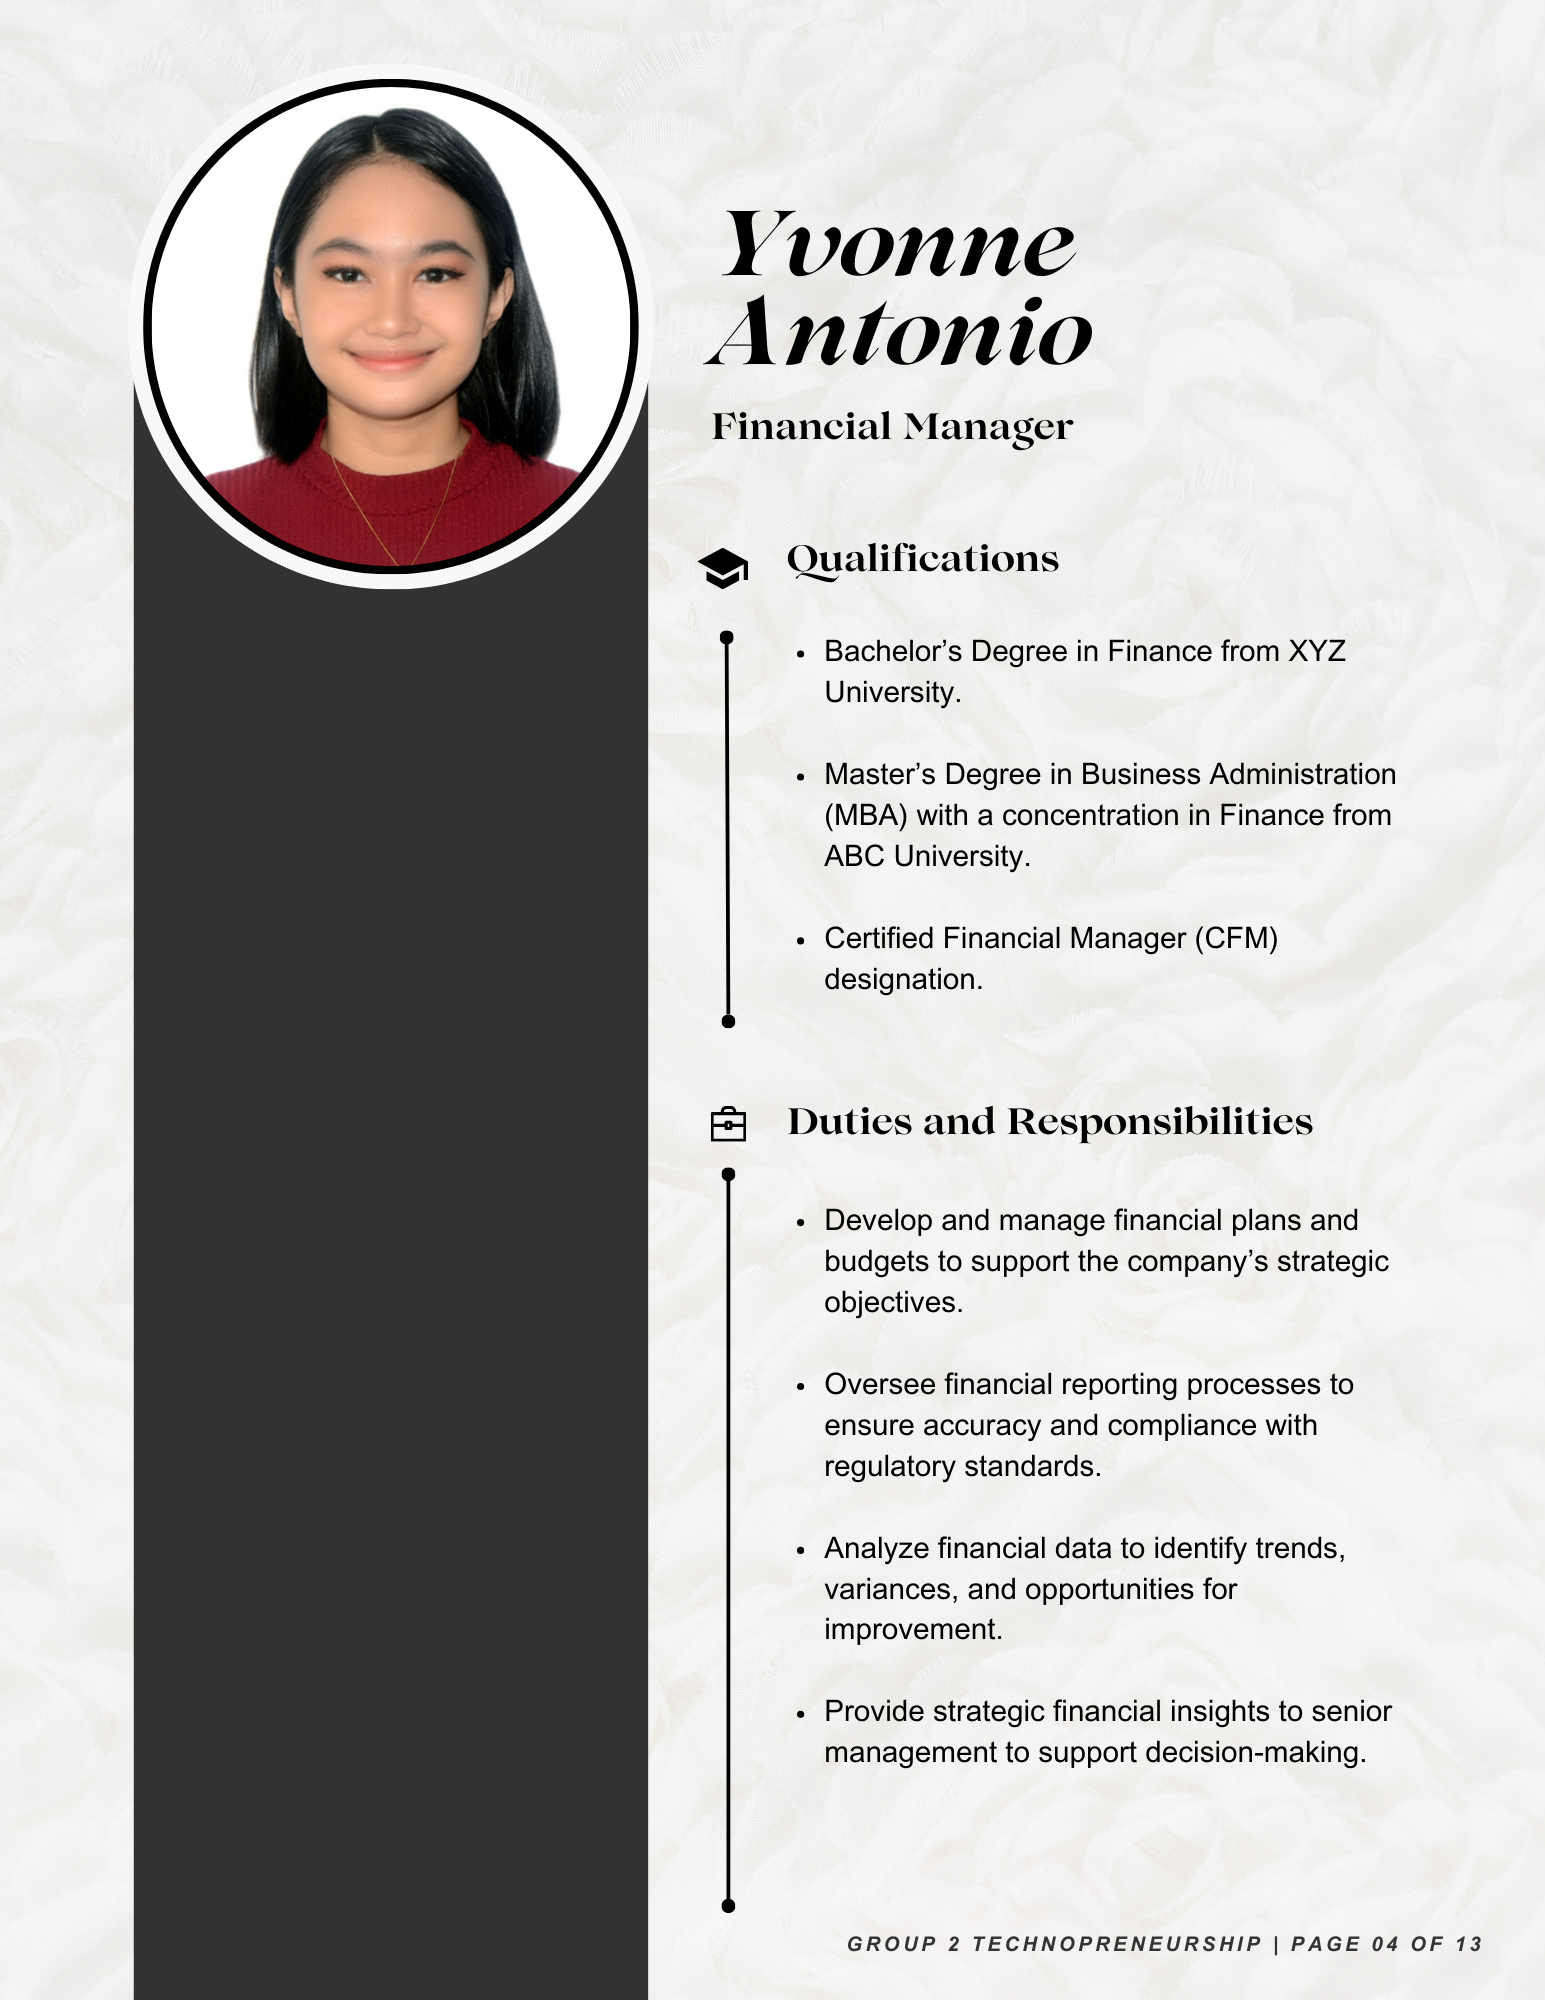 Yvonne
Antonio
Financial Manager
Qualifications
• Bachelor’s Degree in Finance from XYZ
University.
• Master’s Degree in Business Administration
(MBA) with a concentration in Finance from
ABC University.
• Certified Financial Manager (CFM)
designation.
Duties and Responsibilities
• Develop and manage financial plans and
budgets to support the company’s strategic
objectives.
• Oversee financial reporting processes to
ensure accuracy and compliance with
regulatory standards.
• Analyze financial data to identify trends,
variances, and opportunities for
improvement.
• Provide strategic financial insights to senior
management to support decision-making.
GROUP 2 TECHNOPRENEURSHIP | PAGE 04 OF 13